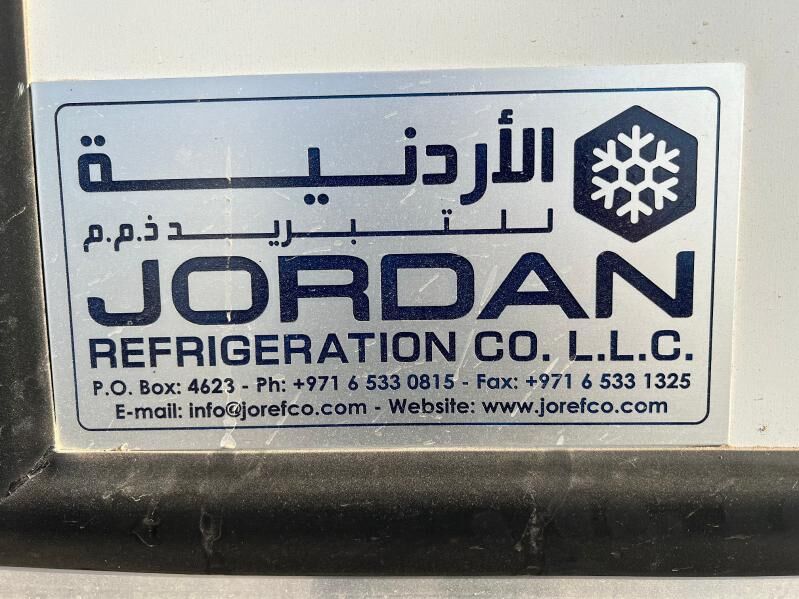 الأردنية
للتبريد ذ.م.م
JORDAN
REFRIGERATION CO. L.L.C.
P.O. Box: 4623 - Ph: +971 6 533 0815 - Fax: +971 6 533 1325
E-mail: info@jorefco.com - Website: www.jorefco.com